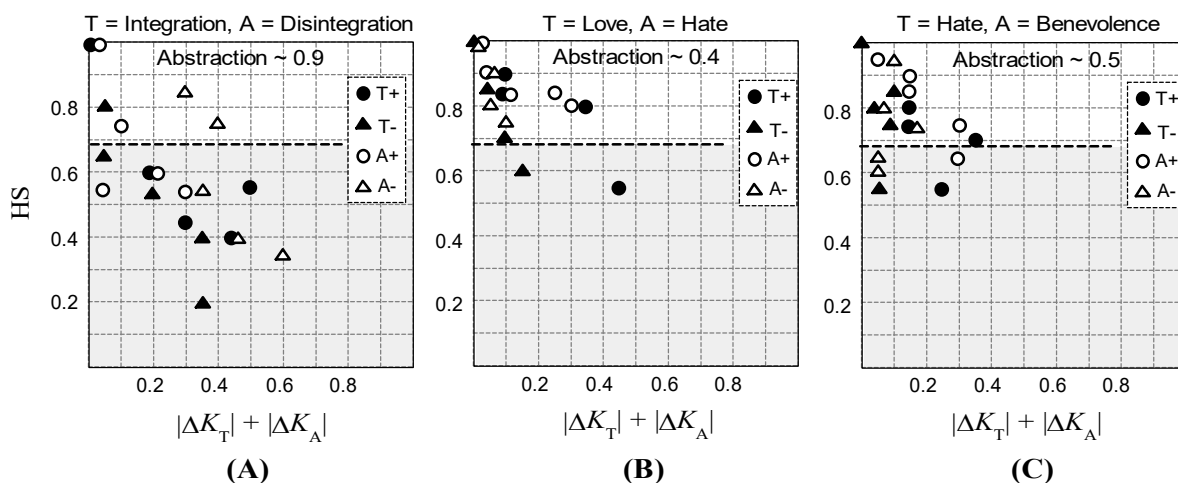 T = Integration, A = Disintegration
Abstraction ~ 0.9
T+
T-
A+
A-
HS
0.8
0.6
0.4
0.2
0.2 0.4 0.6 0.8
|ΔK_T| + |ΔK_A|
(A)
T = Love, A = Hate
Abstraction ~ 0.4
T+
T-
A+
A-
0.8
0.6
0.4
0.2
0.2 0.4 0.6 0.8
|ΔK_T| + |ΔK_A|
(B)
T = Hate, A = Benevolence
Abstraction ~ 0.5
T+
T-
A+
A-
0.8
0.6
0.4
0.2
0.2 0.4 0.6 0.8
|ΔK_T| + |ΔK_A|
(C)